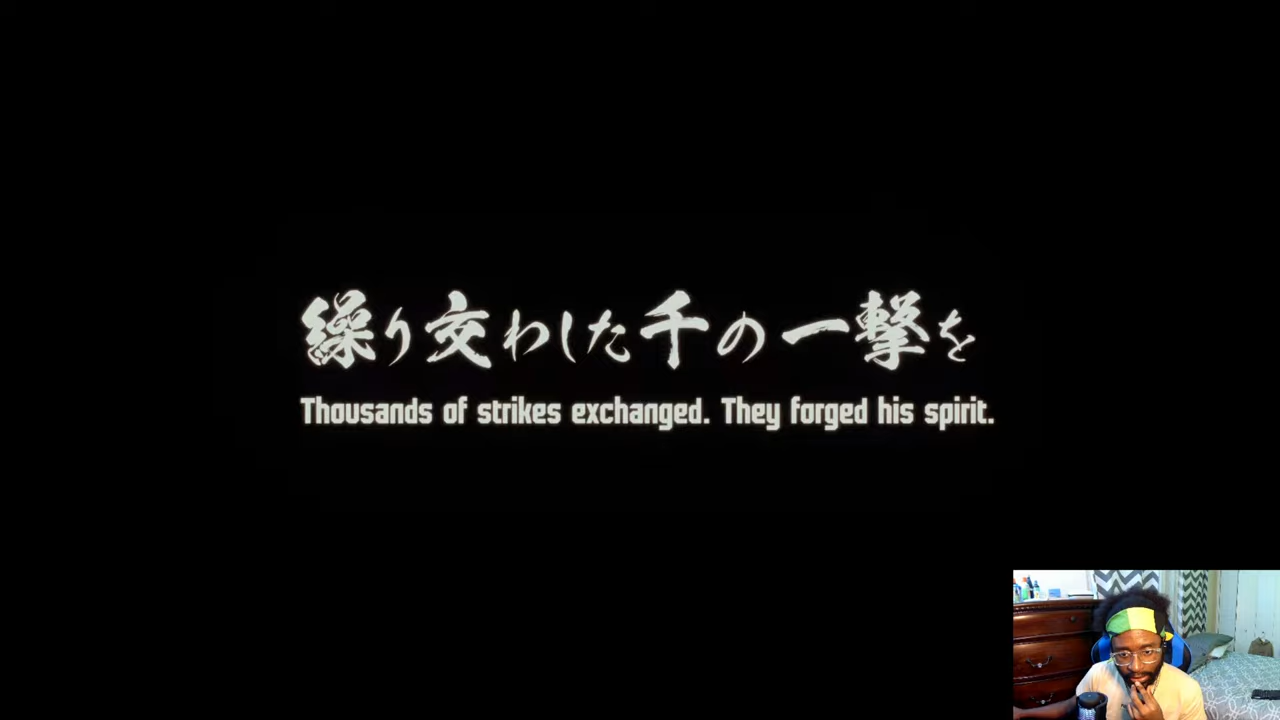 繰り交わした千の一撃を
Thousands of strikes exchanged. They forged his spirit.